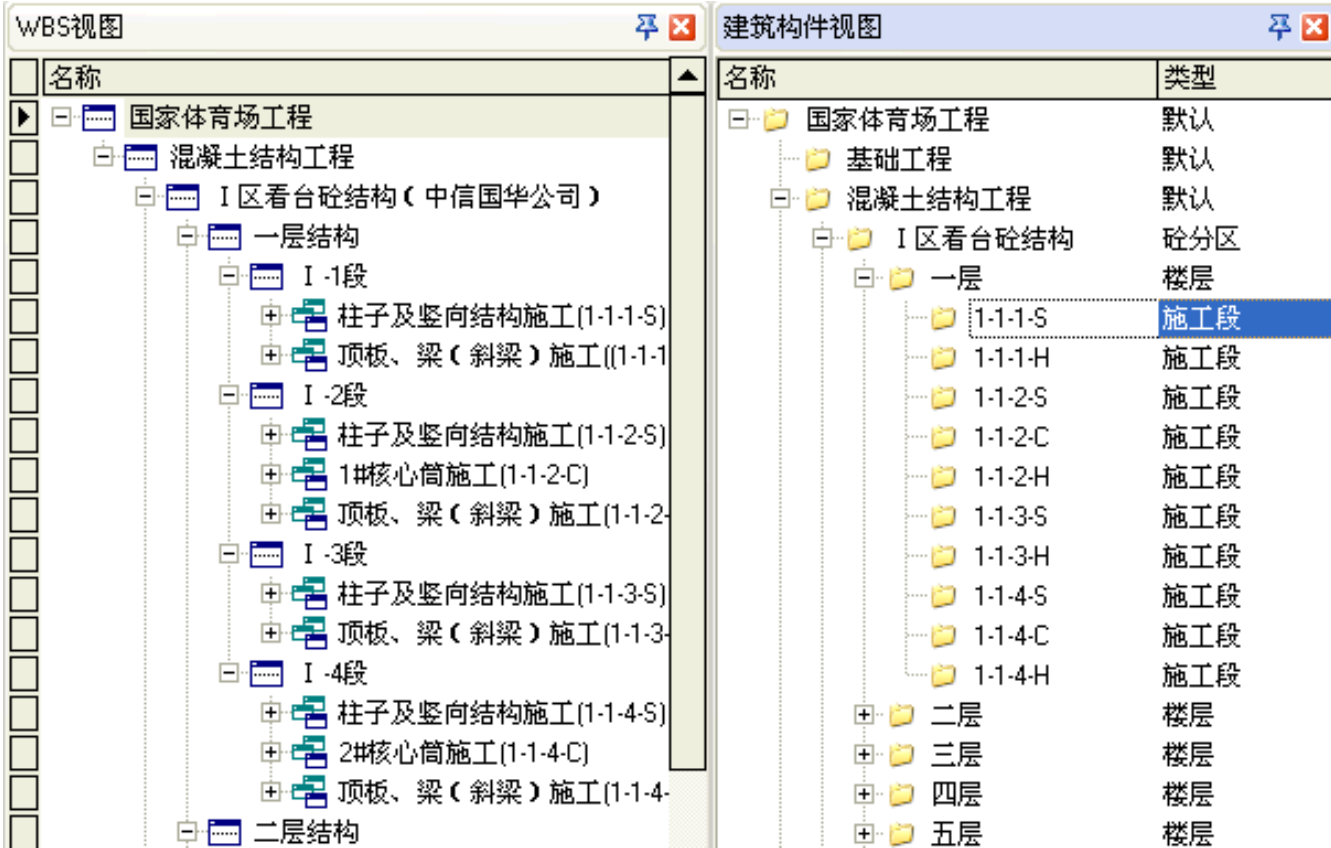 WBS视图
名称
国家体育场工程
混凝土结构工程
Ⅰ区看台砼结构(中信国华公司)
一层结构
Ⅰ-1段
柱子及竖向结构施工(1-1-1-S)
顶板、梁(斜梁)施工((1-1-1
Ⅰ-2段
柱子及竖向结构施工(1-1-2-S)
1#核心筒施工(1-1-2-C)
顶板、梁(斜梁)施工(1-1-2-
Ⅰ-3段
柱子及竖向结构施工(1-1-3-S)
顶板、梁(斜梁)施工(1-1-3-
Ⅰ-4段
柱子及竖向结构施工(1-1-4-S)
2#核心筒施工(1-1-4-C)
顶板、梁(斜梁)施工(1-1-4-
二层结构
建筑构件视图
名称 类型
国家体育场工程 默认
基础工程 默认
混凝土结构工程 默认
Ⅰ区看台砼结构 砼分区
一层 楼层
1-1-1-S 施工段
1-1-1-H 施工段
1-1-2-S 施工段
1-1-2-C 施工段
1-1-2-H 施工段
1-1-3-S 施工段
1-1-3-H 施工段
1-1-4-S 施工段
1-1-4-C 施工段
1-1-4-H 施工段
二层 楼层
三层 楼层
四层 楼层
五层 楼层